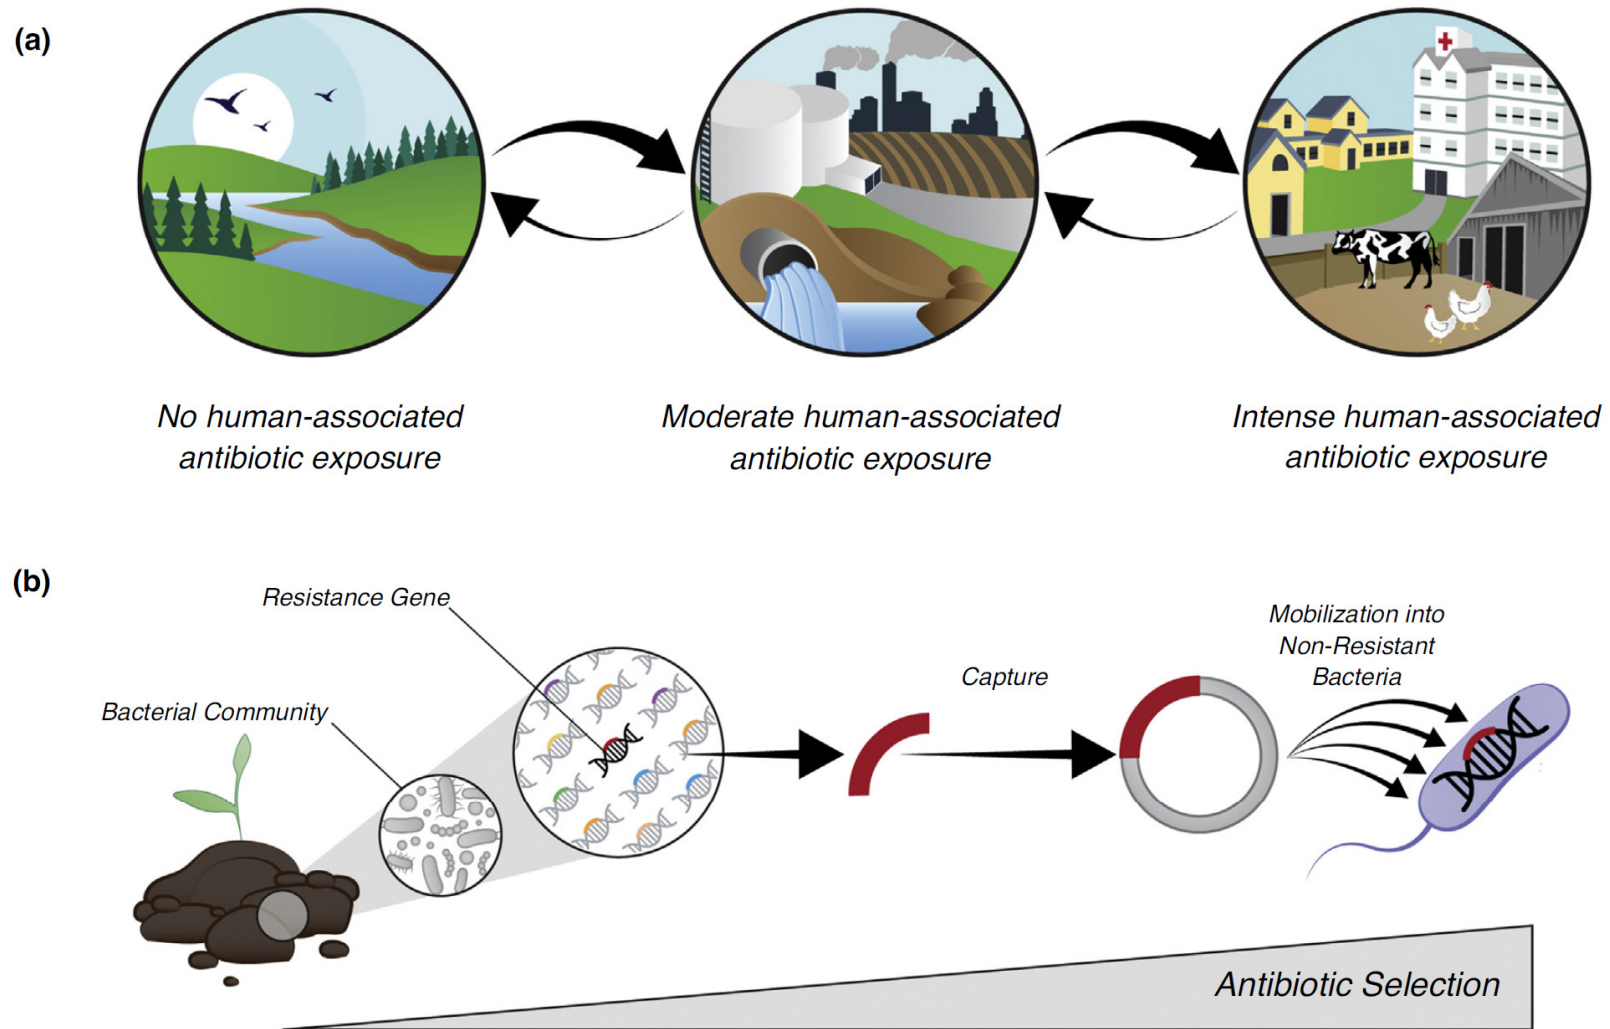 (a)
No human-associated
antibiotic exposure
Moderate human-associated
antibiotic exposure
Intense human-associated
antibiotic exposure
(b)
Resistance Gene
Bacterial Community
Capture
Mobilization into
Non-Resistant
Bacteria
Antibiotic Selection